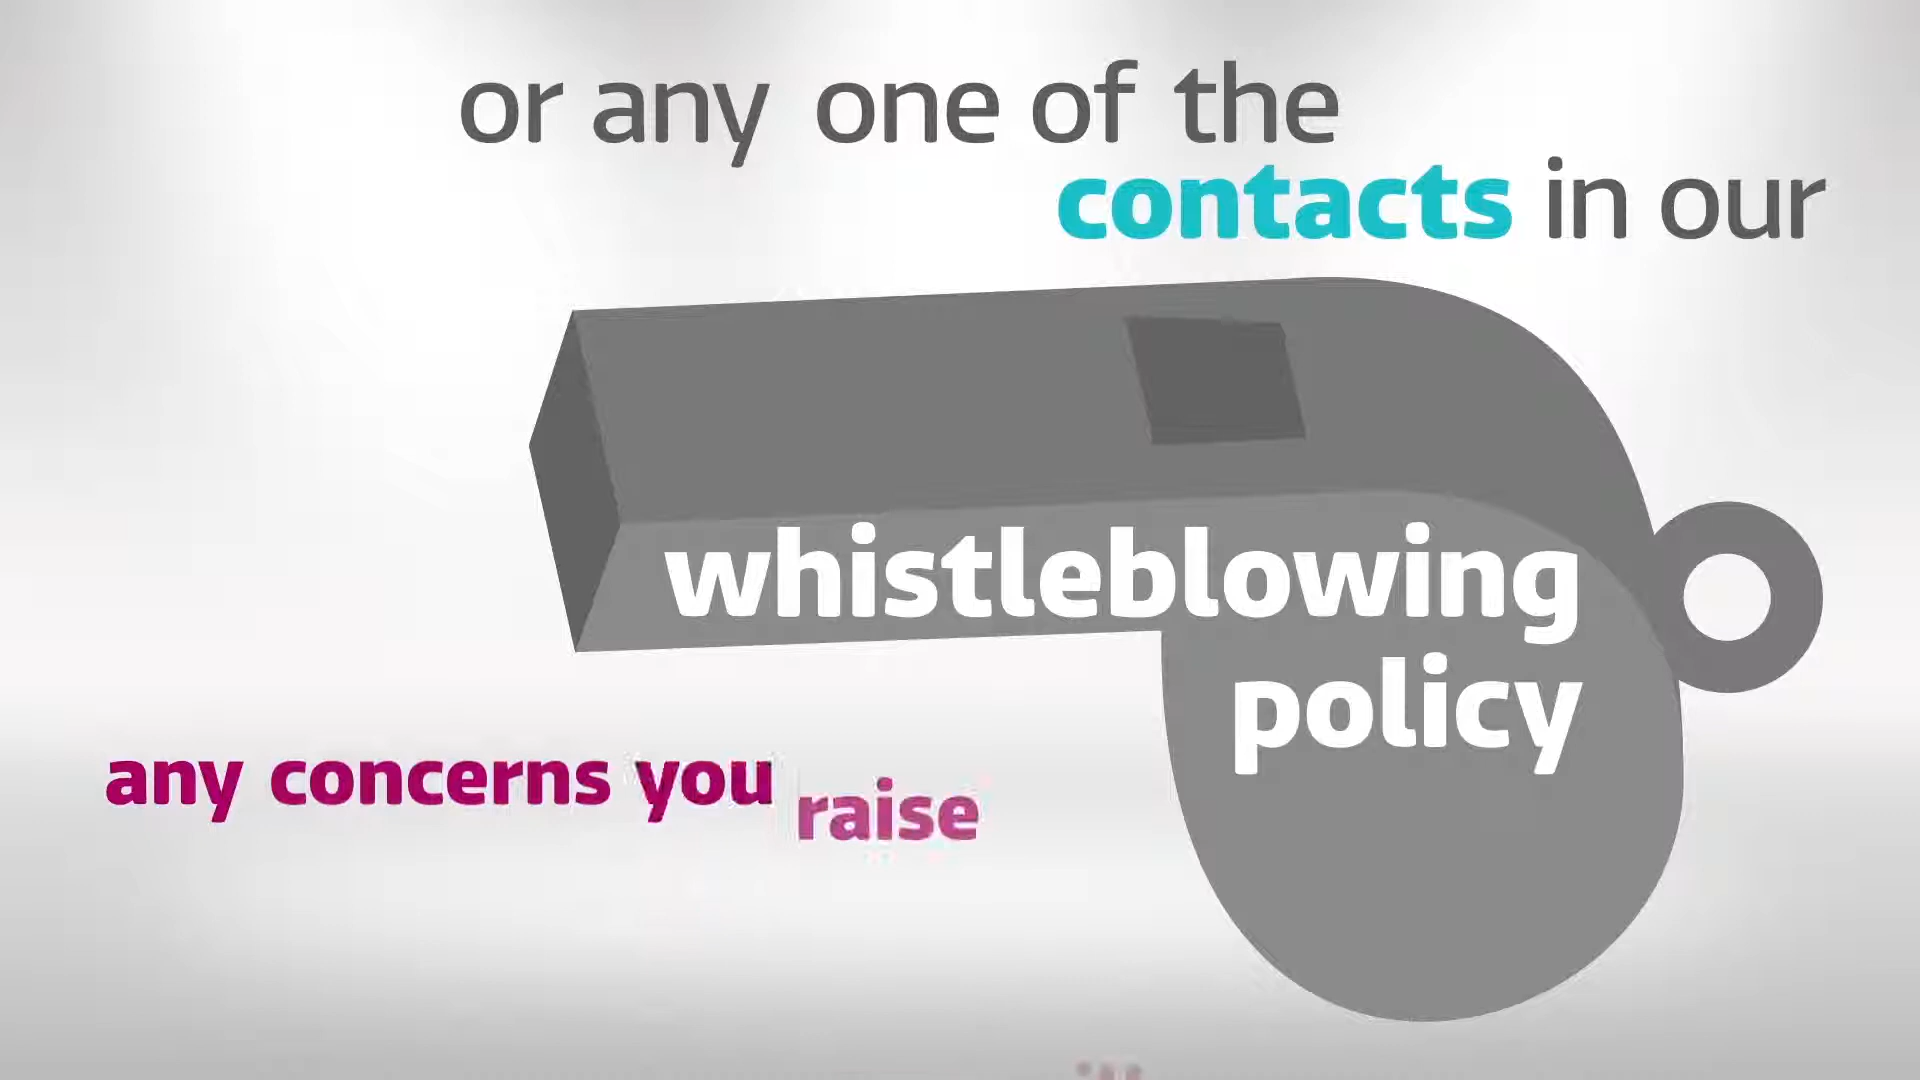 or any one of the
contacts in our
whistleblowing
policy
any concerns you raise